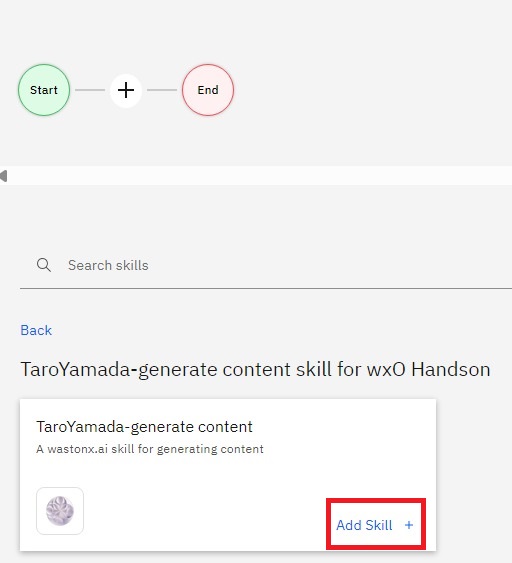 Start
End
Search skills
Back
TaroYamada-generate content skill for wxO Handson
TaroYamada-generate content
A wastonx.ai skill for generating content
Add Skill +